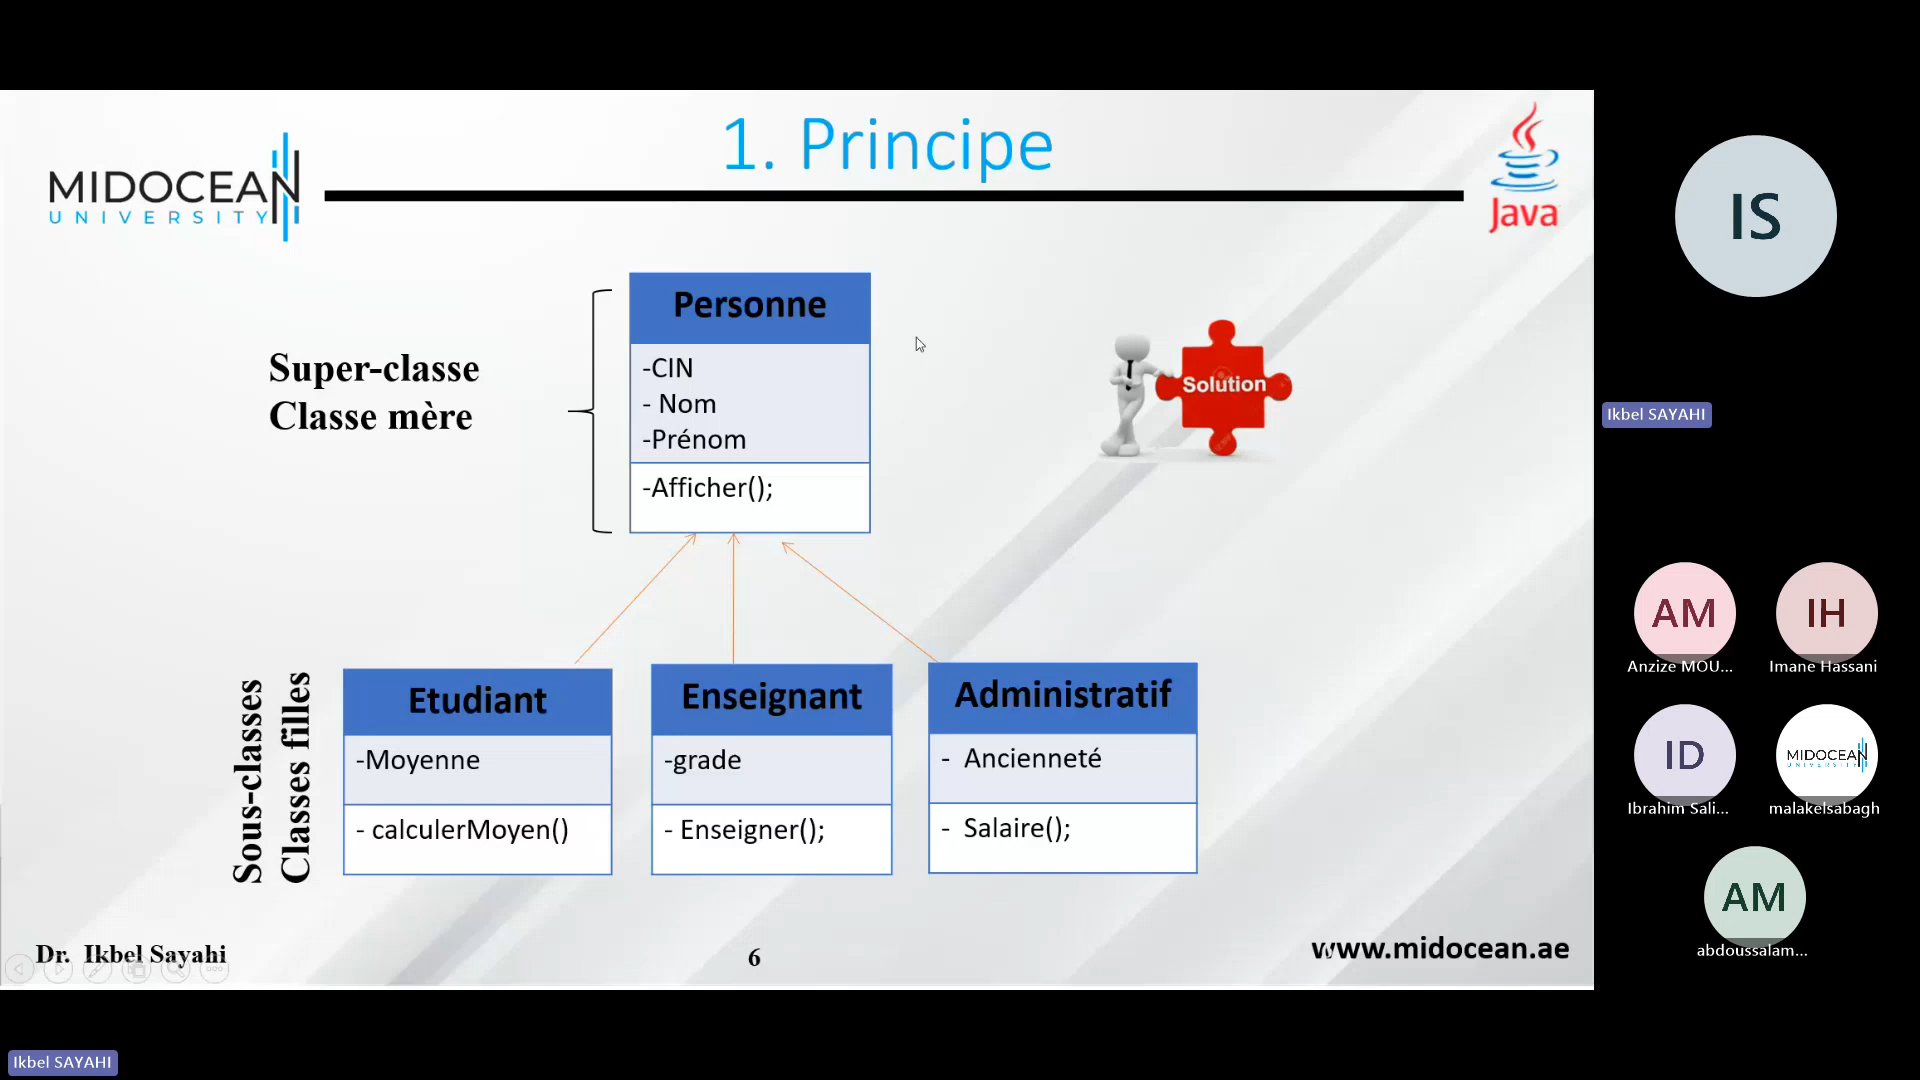 1. Principe
MIDOCEAN
UNIVERSITY
Java
IS
Personne
Super-classe
Classe mère
-CIN
- Nom
-Prénom
-Afficher();
Solution
Ikbel SAYAHI
AM
IH
Anzize MOU...
Imane Hassani
Sous-classes
Classes filles
Etudiant
-Moyenne
- calculerMoyen()
Enseignant
-grade
- Enseigner();
Administratif
- Ancienneté
- Salaire();
ID
MIDOCEAN
UNIVERSITY
Ibrahim Sali...
malakelsabagh
AM
abdoussalam...
Dr. Ikbel Sayahi
6
www.midocean.ae
Ikbel SAYAHI